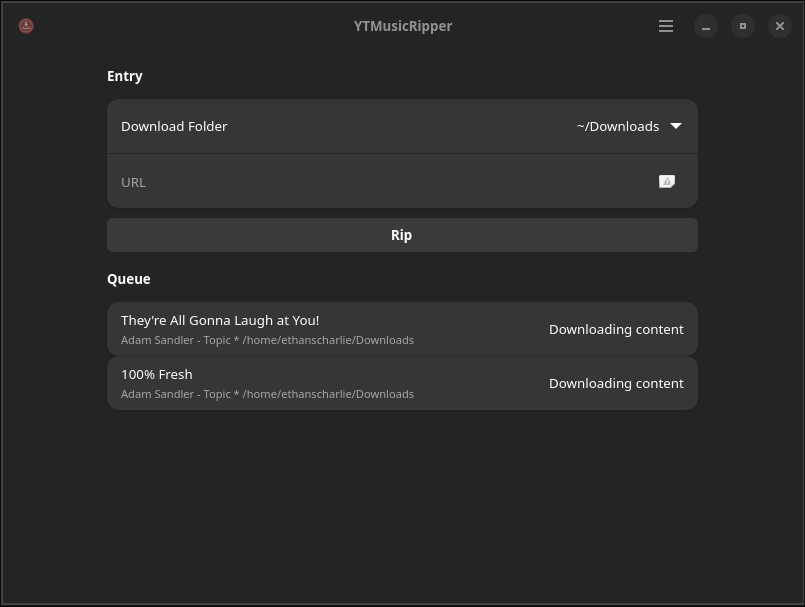 YTMusicRipper
Entry
Download Folder
~/Downloads
URL
Rip
Queue
They're All Gonna Laugh at You!
Adam Sandler - Topic * /home/ethanscharlie/Downloads
Downloading content
100% Fresh
Adam Sandler - Topic * /home/ethanscharlie/Downloads
Downloading content